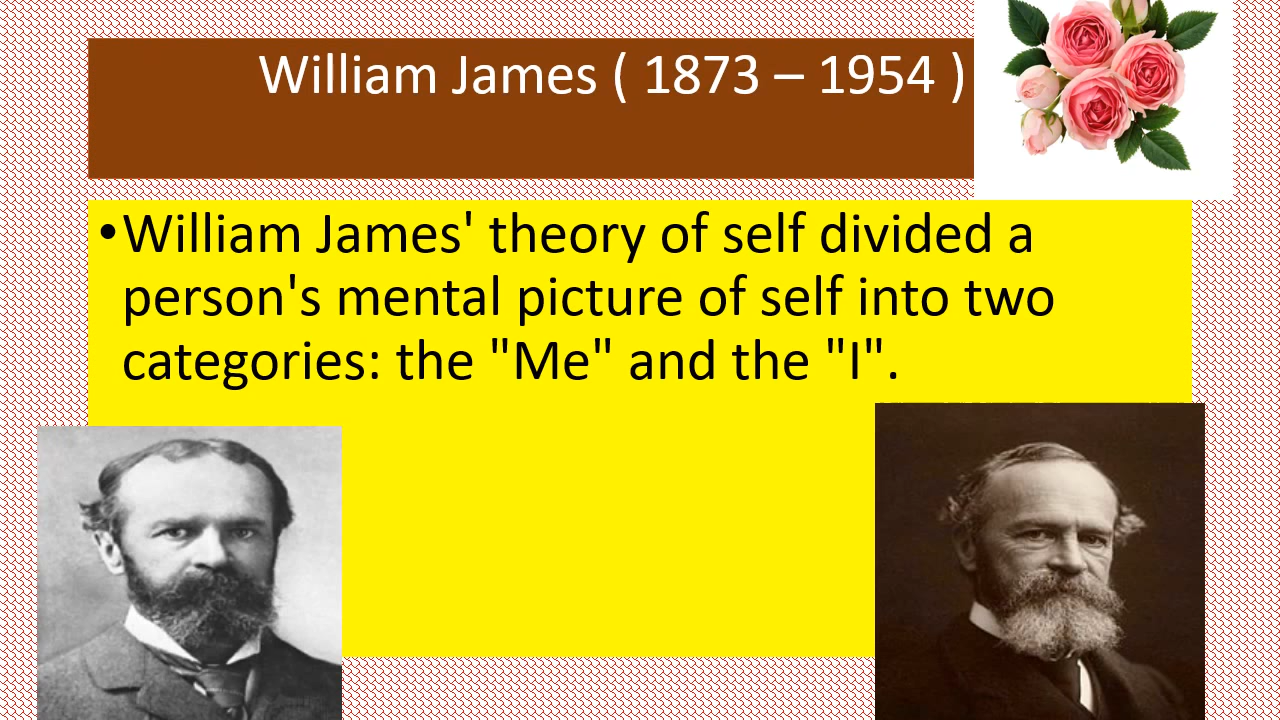 William James ( 1873 – 1954 )
•William James' theory of self divided a
person's mental picture of self into two
categories: the "Me" and the "I".